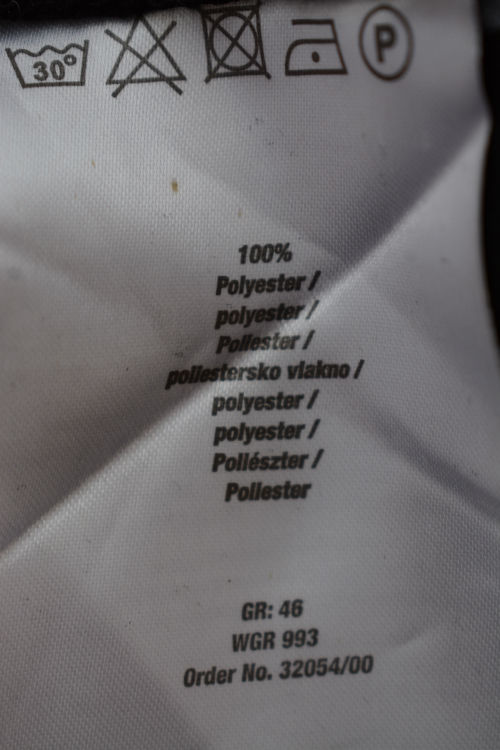 30°
P
100%
Polyester /
polyester /
Poliester /
poliestersko vlakno /
polyester /
polyester /
Poliészter /
Poliester
GR: 46
WGR 993
Order No. 32054/00